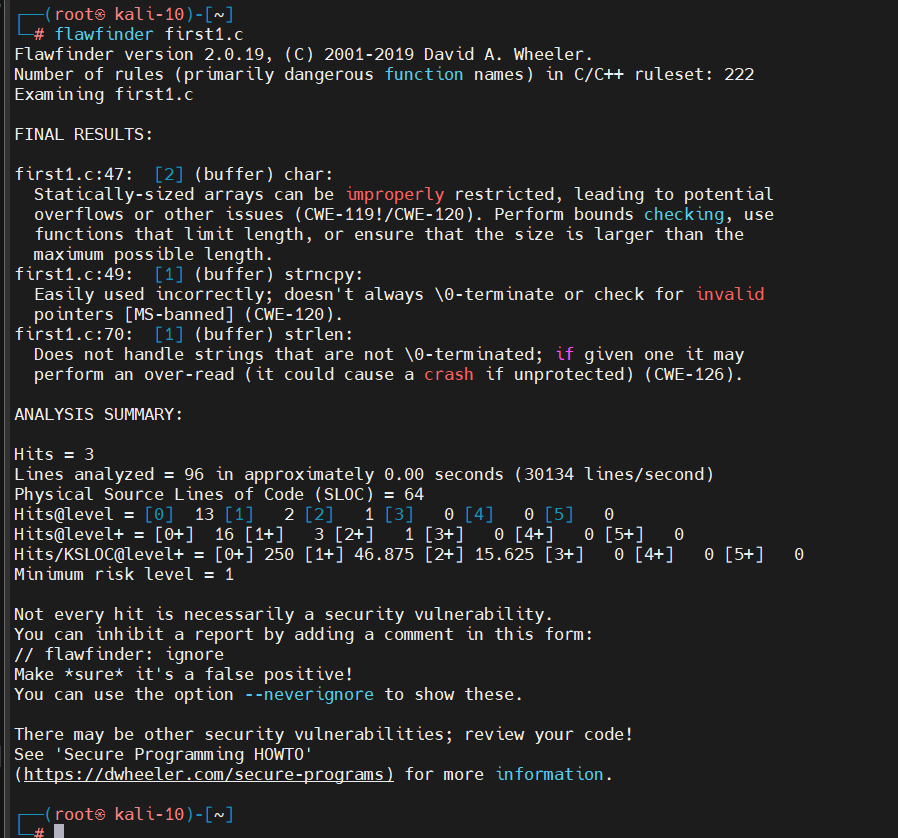 ┌──(root㉿ kali-10)-[~]
└─# flawfinder first1.c
Flawfinder version 2.0.19, (C) 2001-2019 David A. Wheeler.
Number of rules (primarily dangerous function names) in C/C++ ruleset: 222
Examining first1.c

FINAL RESULTS:

first1.c:47:  [2] (buffer) char:
  Statically-sized arrays can be improperly restricted, leading to potential
  overflows or other issues (CWE-119!/CWE-120). Perform bounds checking, use
  functions that limit length, or ensure that the size is larger than the
  maximum possible length.
first1.c:49:  [1] (buffer) strncpy:
  Easily used incorrectly; doesn't always \0-terminate or check for invalid
  pointers [MS-banned] (CWE-120).
first1.c:70:  [1] (buffer) strlen:
  Does not handle strings that are not \0-terminated; if given one it may
  perform an over-read (it could cause a crash if unprotected) (CWE-126).

ANALYSIS SUMMARY:

Hits = 3
Lines analyzed = 96 in approximately 0.00 seconds (30134 lines/second)
Physical Source Lines of Code (SLOC) = 64
Hits@level = [0]  13 [1]   2 [2]   1 [3]   0 [4]   0 [5]   0
Hits@level+ = [0+]  16 [1+]   3 [2+]   1 [3+]   0 [4+]   0 [5+]   0
Hits/KSLOC@level+ = [0+] 250 [1+] 46.875 [2+] 15.625 [3+]   0 [4+]   0 [5+]   0
Minimum risk level = 1

Not every hit is necessarily a security vulnerability.
You can inhibit a report by adding a comment in this form:
// flawfinder: ignore
Make *sure* it's a false positive!
You can use the option --neverignore to show these.

There may be other security vulnerabilities; review your code!
See 'Secure Programming HOWTO'
(https://dwheeler.com/secure-programs) for more information.

┌──(root㉿ kali-10)-[~]
└─#